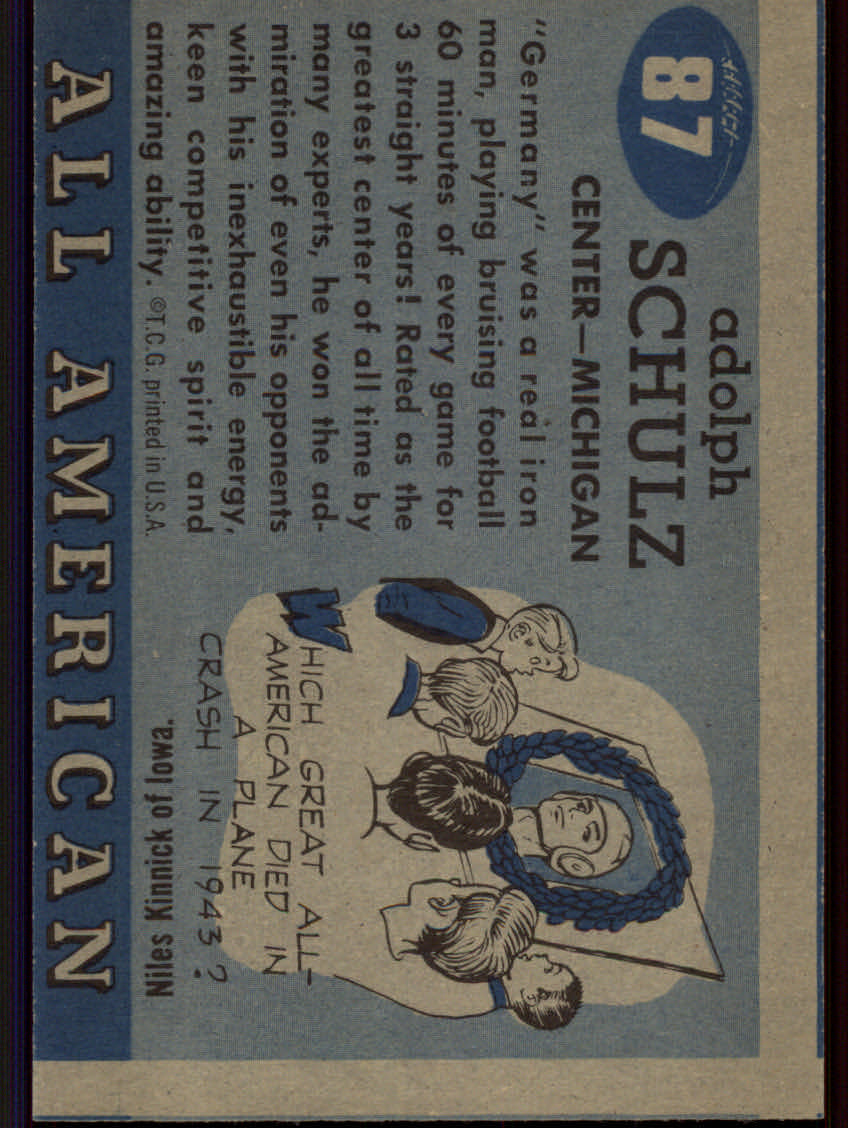 87
adolph
SCHULZ
CENTER—MICHIGAN
"Germany" was a real iron
man, playing bruising football
60 minutes of every game for
3 straight years! Rated as the
greatest center of all time by
many experts, he won the ad-
miration of even his opponents
with his inexhaustible energy,
keen competitive spirit and
amazing ability. ©T.C.G. printed in U.S.A.
WHICH GREAT ALL-
AMERICAN DIED IN
A PLANE
CRASH IN 1943?
Niles Kinnick of Iowa.
ALL AMERICAN